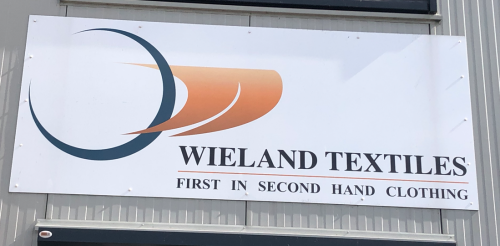 WIELAND TEXTILES
FIRST IN SECOND HAND CLOTHING